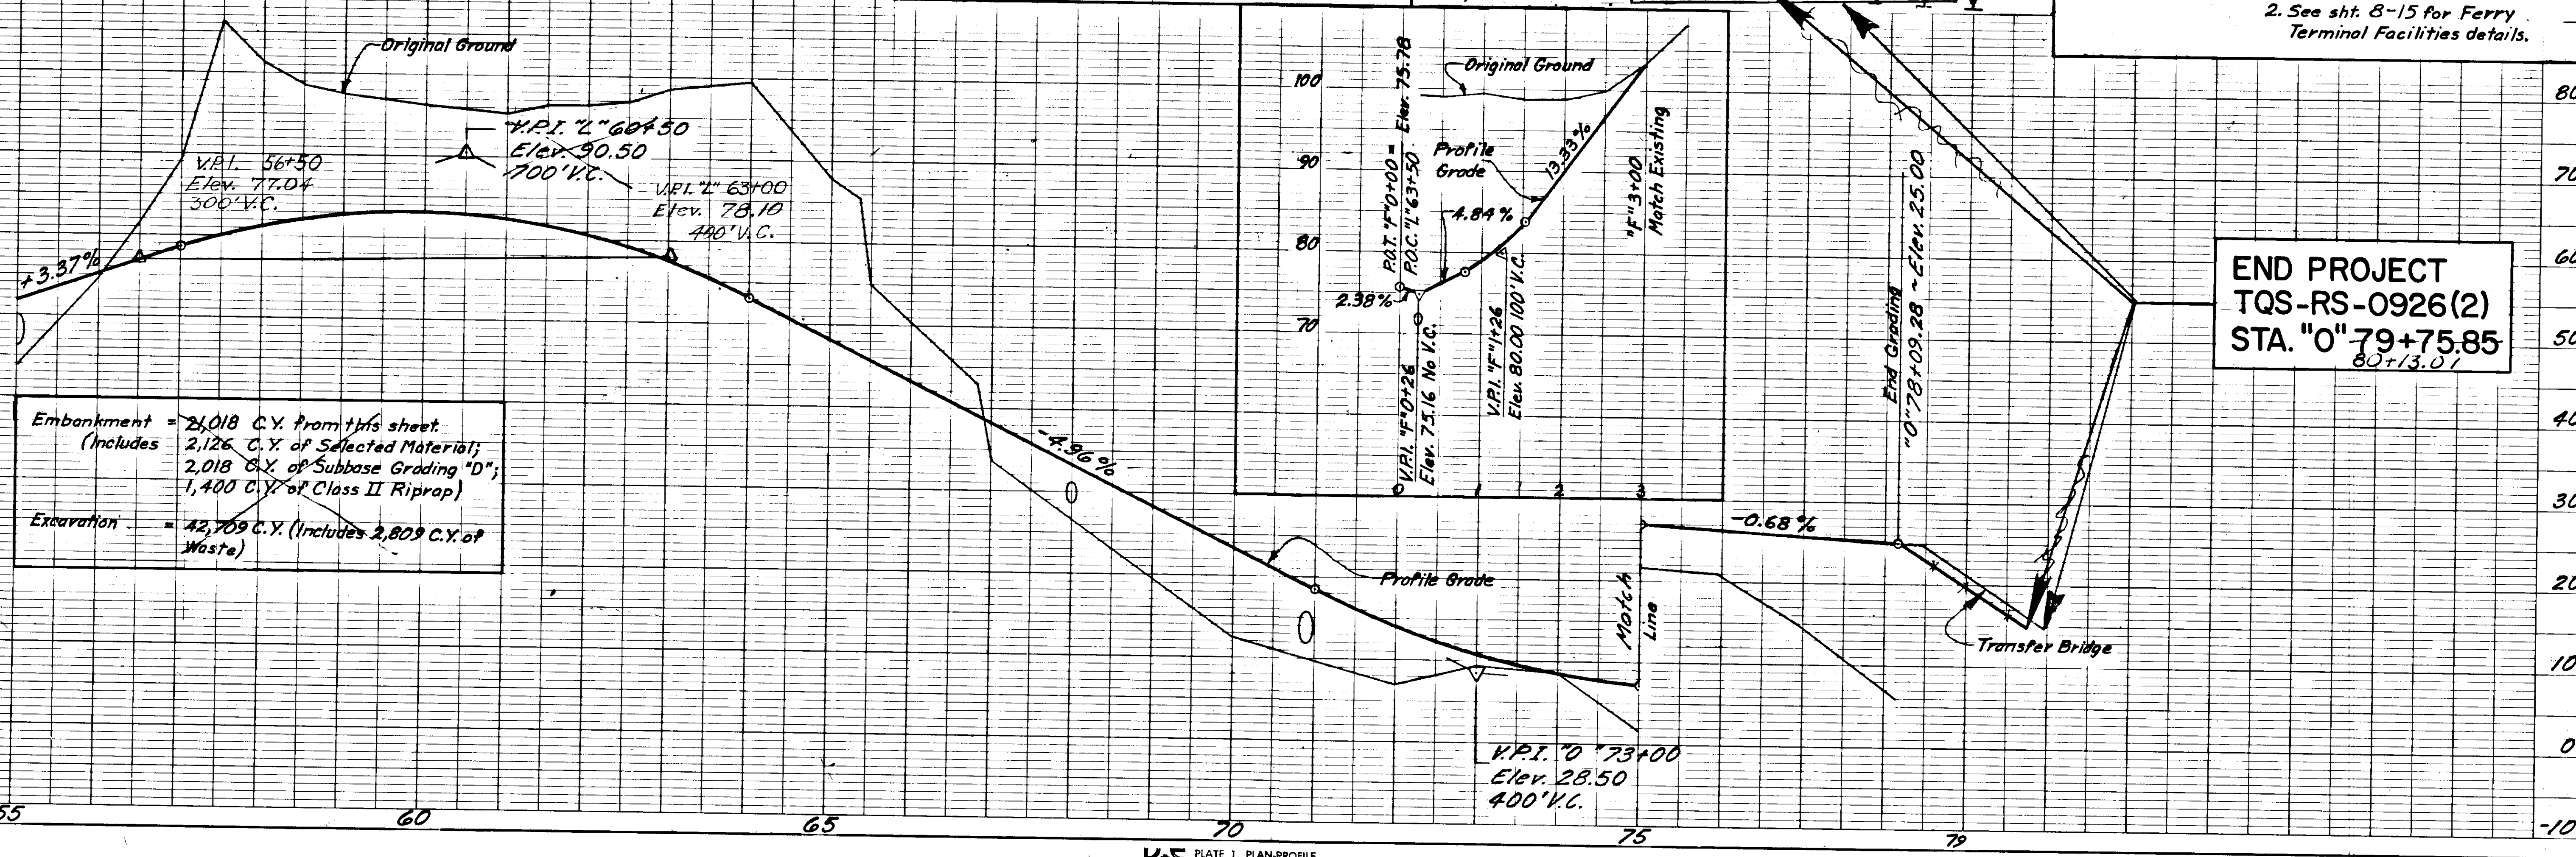 2. See sht. 8-15 for Ferry
Terminal Facilities details.
Original Ground
V.P.I. "L" 60+50
Elev. 90.50
700' V.C.
V.P.I. 56+50
Elev. 77.04
300' V.C.
V.P.I. "L" 63+00
Elev. 78.10
400' V.C.
+3.37%
Embankment = 21,018 C.Y. from this sheet.
(Includes 2,126 C.Y. of Selected Material;
2,018 C.Y. of Subbase Grading "D";
1,400 C.Y. of Class II Riprap)
Excavation = 42,709 C.Y. (Includes 2,809 C.Y. of
Waste)
-4.96%
Profile Grade
V.P.I. "O" 73+00
Elev. 28.50
400' V.C.
Original Ground
100
90
80
70
P.O.T. "F" 0+00 =
P.O.C. "L" 63+50 Elev. 75.78
Profile
Grade
13.33%
4.84%
2.38%
"F" 3+00
Match Existing
V.P.I. "F" 0+26
Elev. 75.16 No V.C.
V.P.I. "F" 1+26
Elev. 80.00 100' V.C.
0 1 2 3
-0.68%
Match
Line
End Grading
"O" 78+09.28 ~ Elev. 25.00
Transfer Bridge
END PROJECT
TQS-RS-0926(2)
STA. "O" 79+75.85
80+13.01
80
70
60
50
40
30
20
10
0
-10
55 60 65 70 75 79
PLATE 1 PLAN-PROFILE